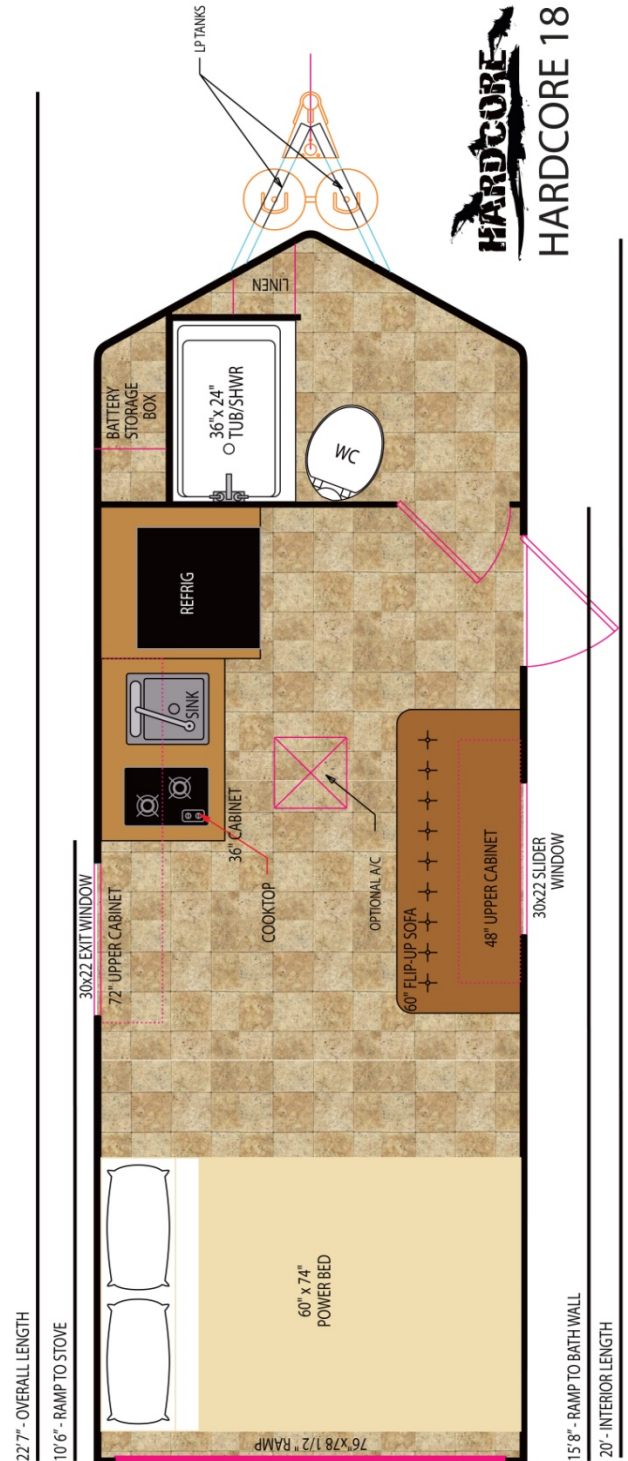 22'7" - OVERALL LENGTH
10'6" - RAMP TO STOVE
LP TANKS
HARDCORE
HARDCORE 18
LINEN
BATTERY
STORAGE
BOX
36"x 24"
TUB/SHWR
WC
REFRIG
SINK
36" CABINET
COOKTOP
OPTIONAL A/C
30x22 EXIT WINDOW
72" UPPER CABINET
60" FLIP-UP SOFA
48" UPPER CABINET
30x22 SLIDER
WINDOW
60" x 74"
POWER BED
76"x78 1/2" RAMP
15'8" - RAMP TO BATH WALL
20' - INTERIOR LENGTH